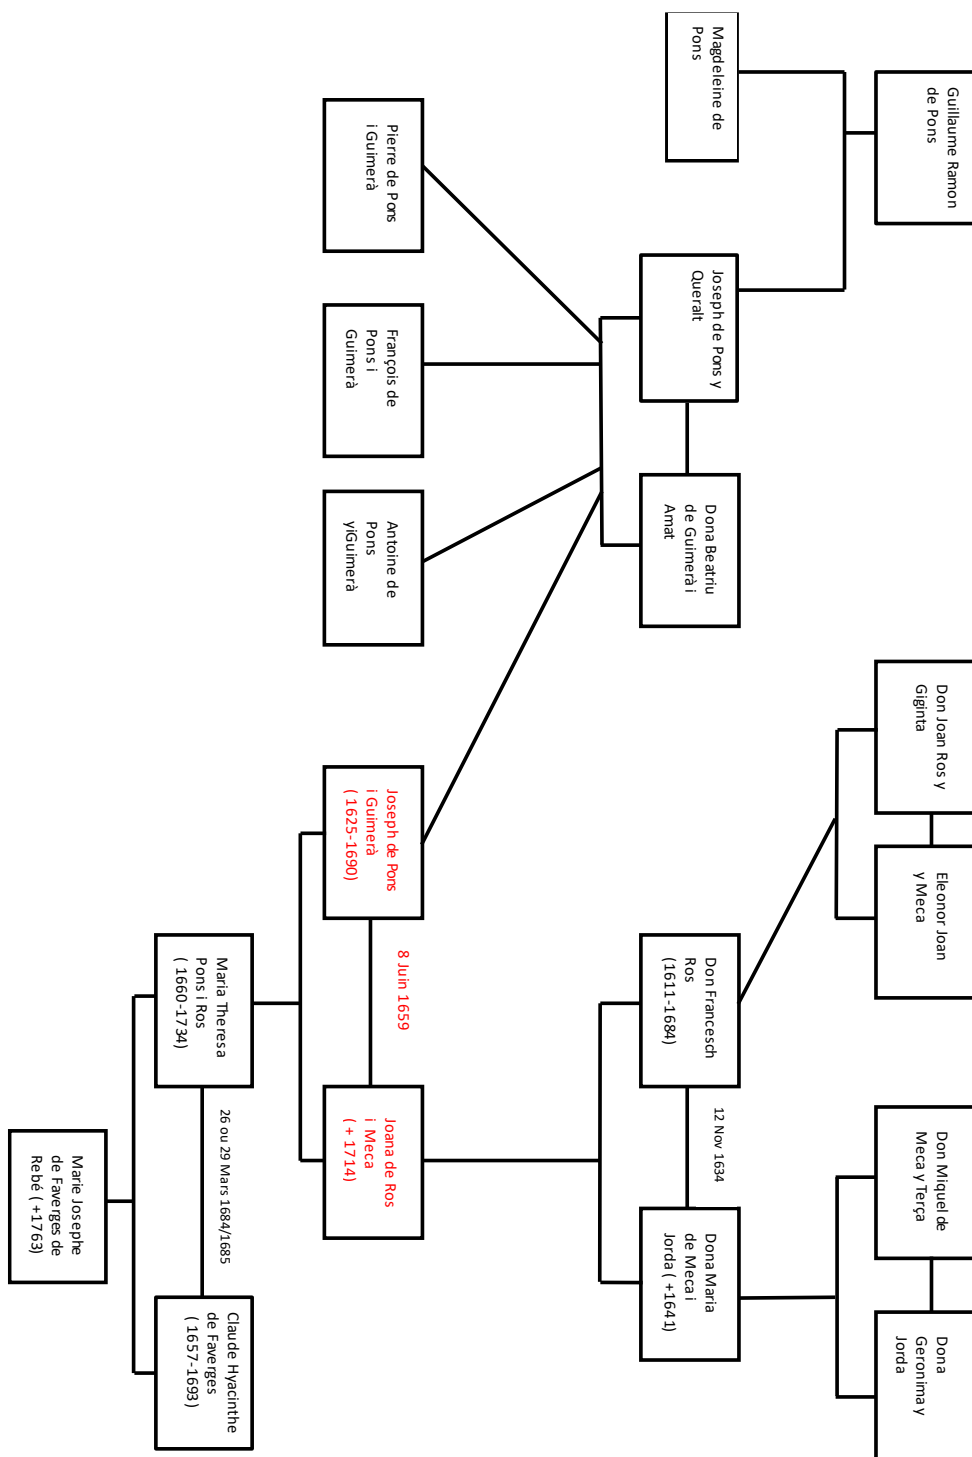 Guillaume Ramon
de Pons
Don Joan Ros y
Giginta
Eleonor Joan
y Meca
Don Miquel de
Meca y Terça
Dona
Geronima y
Jorda
Magdeleine de
Pons
Joseph de Pons y
Queralt
Dona Beatriu
de Guimerà i
Amat
Don Francesch
Ros
(1611-1684)
12 Nov 1634
Dona Maria
de Meca i
Jorda ( +1641)
Pierre de Pons
i Guimerà
François de
Pons i
Guimerà
Antoine de
Pons
yiGuimerà
Joseph de Pons
i Guimerà
( 1625-1690)
8 Juin 1659
Joana de Ros
i Meca
( + 1714)
Maria Theresa
Pons i Ros
( 1660-1734)
26 ou 29 Mars 1684/1685
Claude Hyacinthe
de Faverges
( 1657-1693)
Marie Josephe
de Faverges de
Rebé ( +1763)